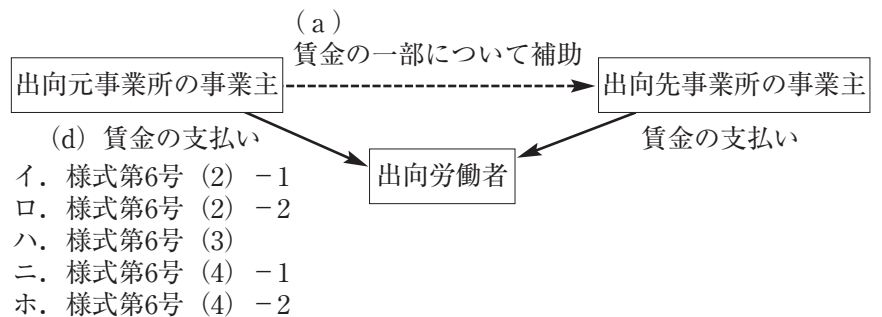 (a)
賃金の一部について補助
出向元事業所の事業主
出向先事業所の事業主
(d) 賃金の支払い
賃金の支払い
出向労働者
イ．様式第6号（2）－1
ロ．様式第6号（2）－2
ハ．様式第6号（3）
ニ．様式第6号（4）－1
ホ．様式第6号（4）－2